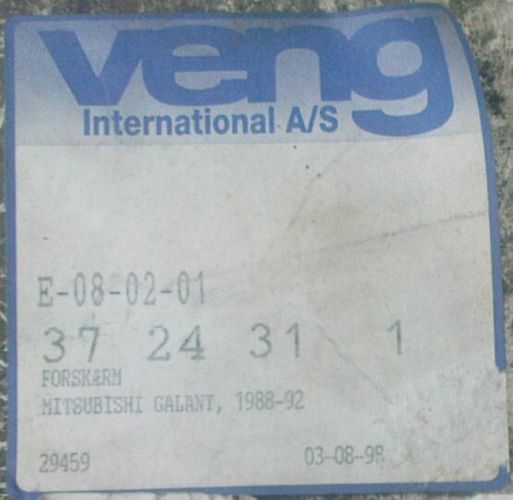 veng
International A/S
E-08-02-01
37 24 31 1
FORSKÆRM
MITSUBISHI GALANT, 1988-92
29459 03-08-98